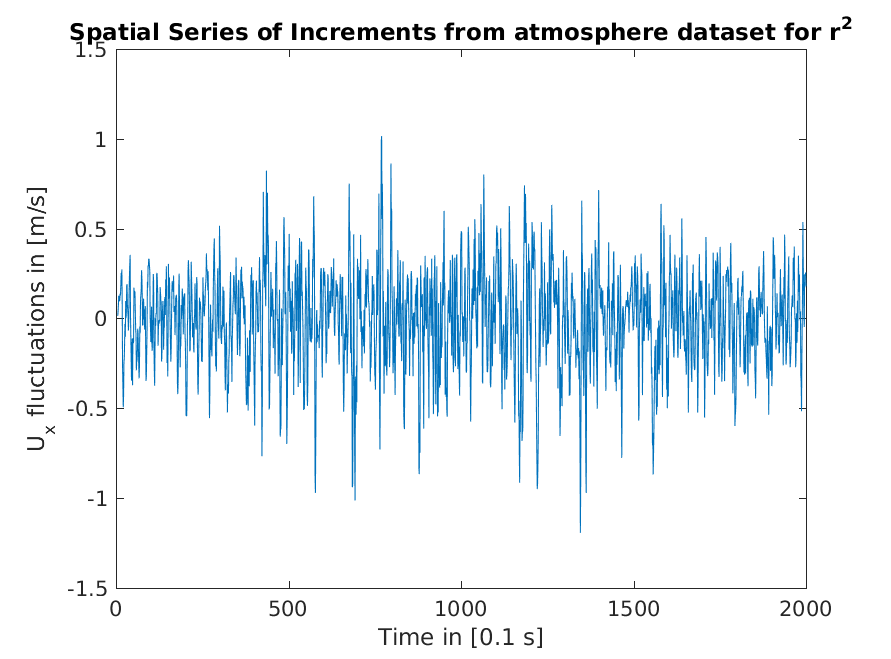 Spatial Series of Increments from atmosphere dataset for r²
1.5
1
0.5
0
-0.5
-1
-1.5
U_x fluctuations in [m/s]
0 500 1000 1500 2000
Time in [0.1 s]